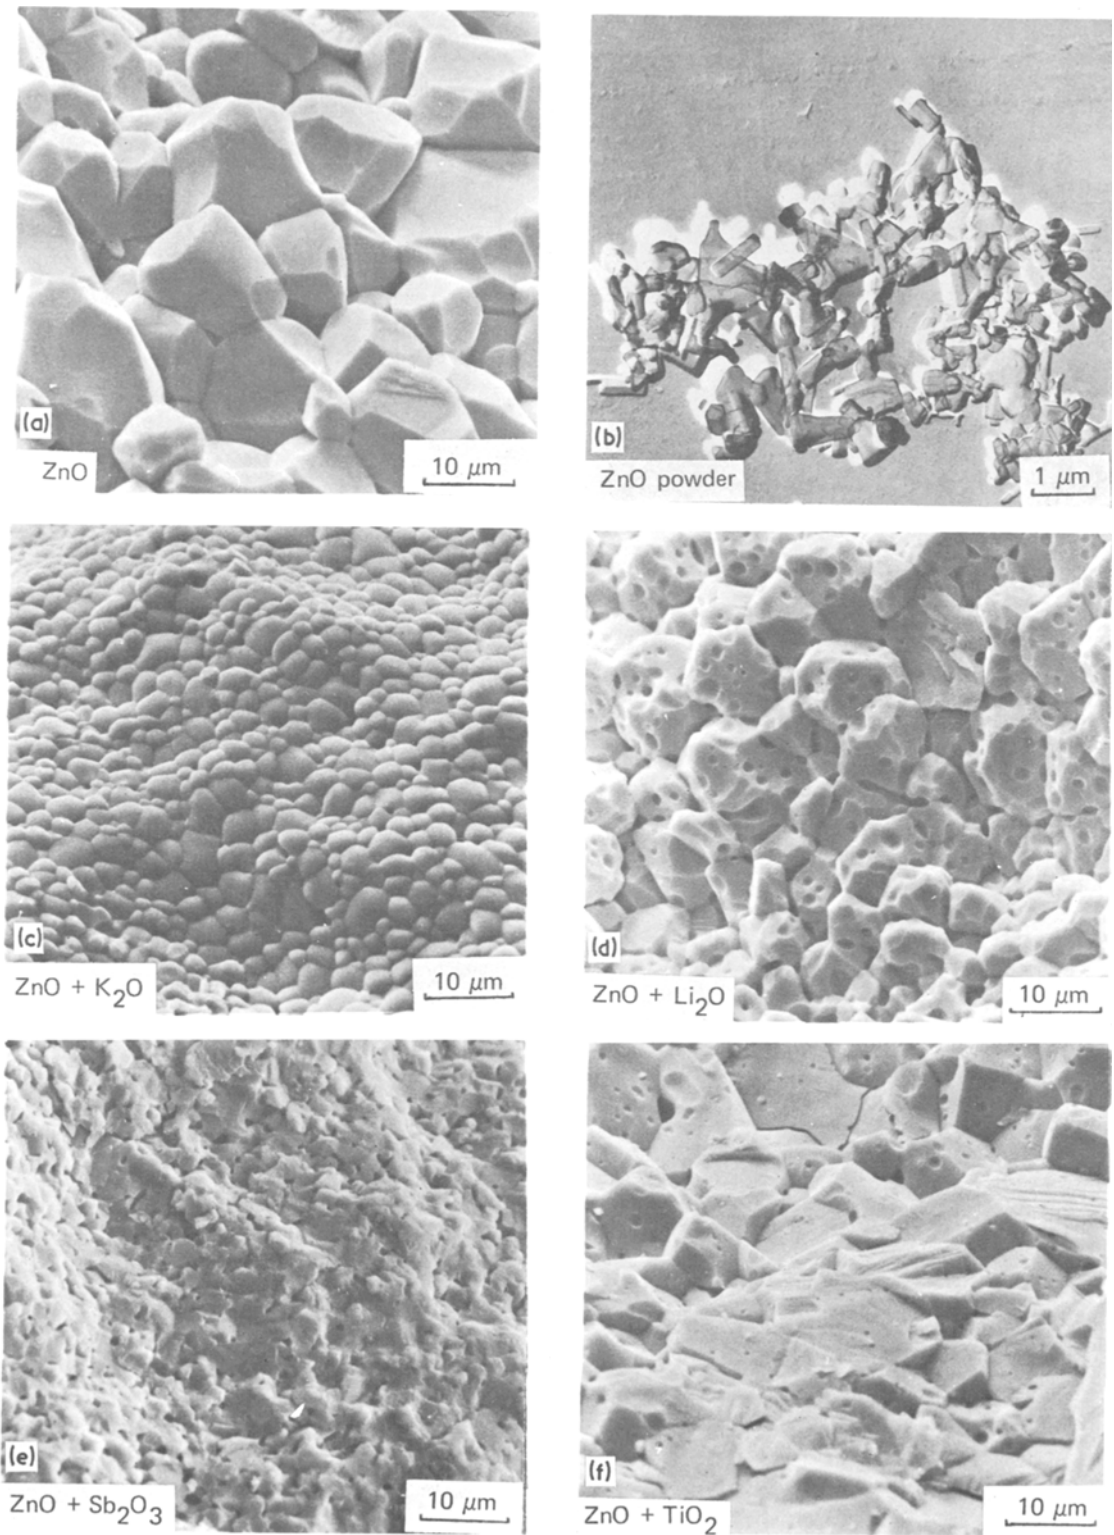 (a)
ZnO
10 μm
(b)
ZnO powder
1 μm
(c)
ZnO + K₂O
10 μm
(d)
ZnO + Li₂O
10 μm
(e)
ZnO + Sb₂O₃
10 μm
(f)
ZnO + TiO₂
10 μm